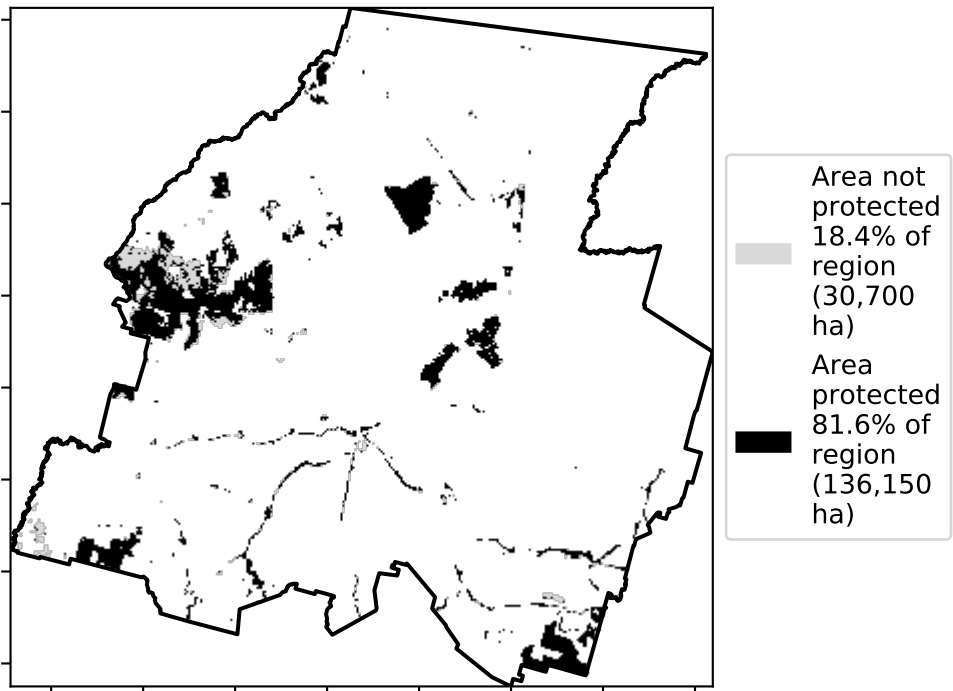 Area not
protected
18.4% of
region
(30,700
ha)
Area
protected
81.6% of
region
(136,150
ha)